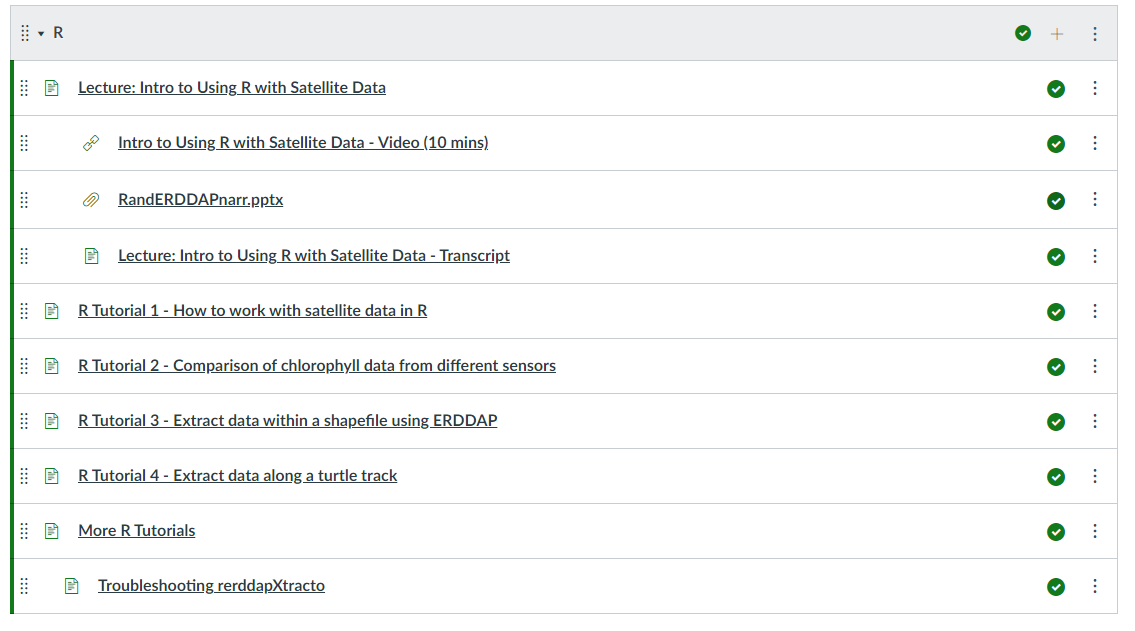 R
Lecture: Intro to Using R with Satellite Data
Intro to Using R with Satellite Data - Video (10 mins)
RandERDDAPnarr.pptx
Lecture: Intro to Using R with Satellite Data - Transcript
R Tutorial 1 - How to work with satellite data in R
R Tutorial 2 - Comparison of chlorophyll data from different sensors
R Tutorial 3 - Extract data within a shapefile using ERDDAP
R Tutorial 4 - Extract data along a turtle track
More R Tutorials
Troubleshooting rerddapXtracto